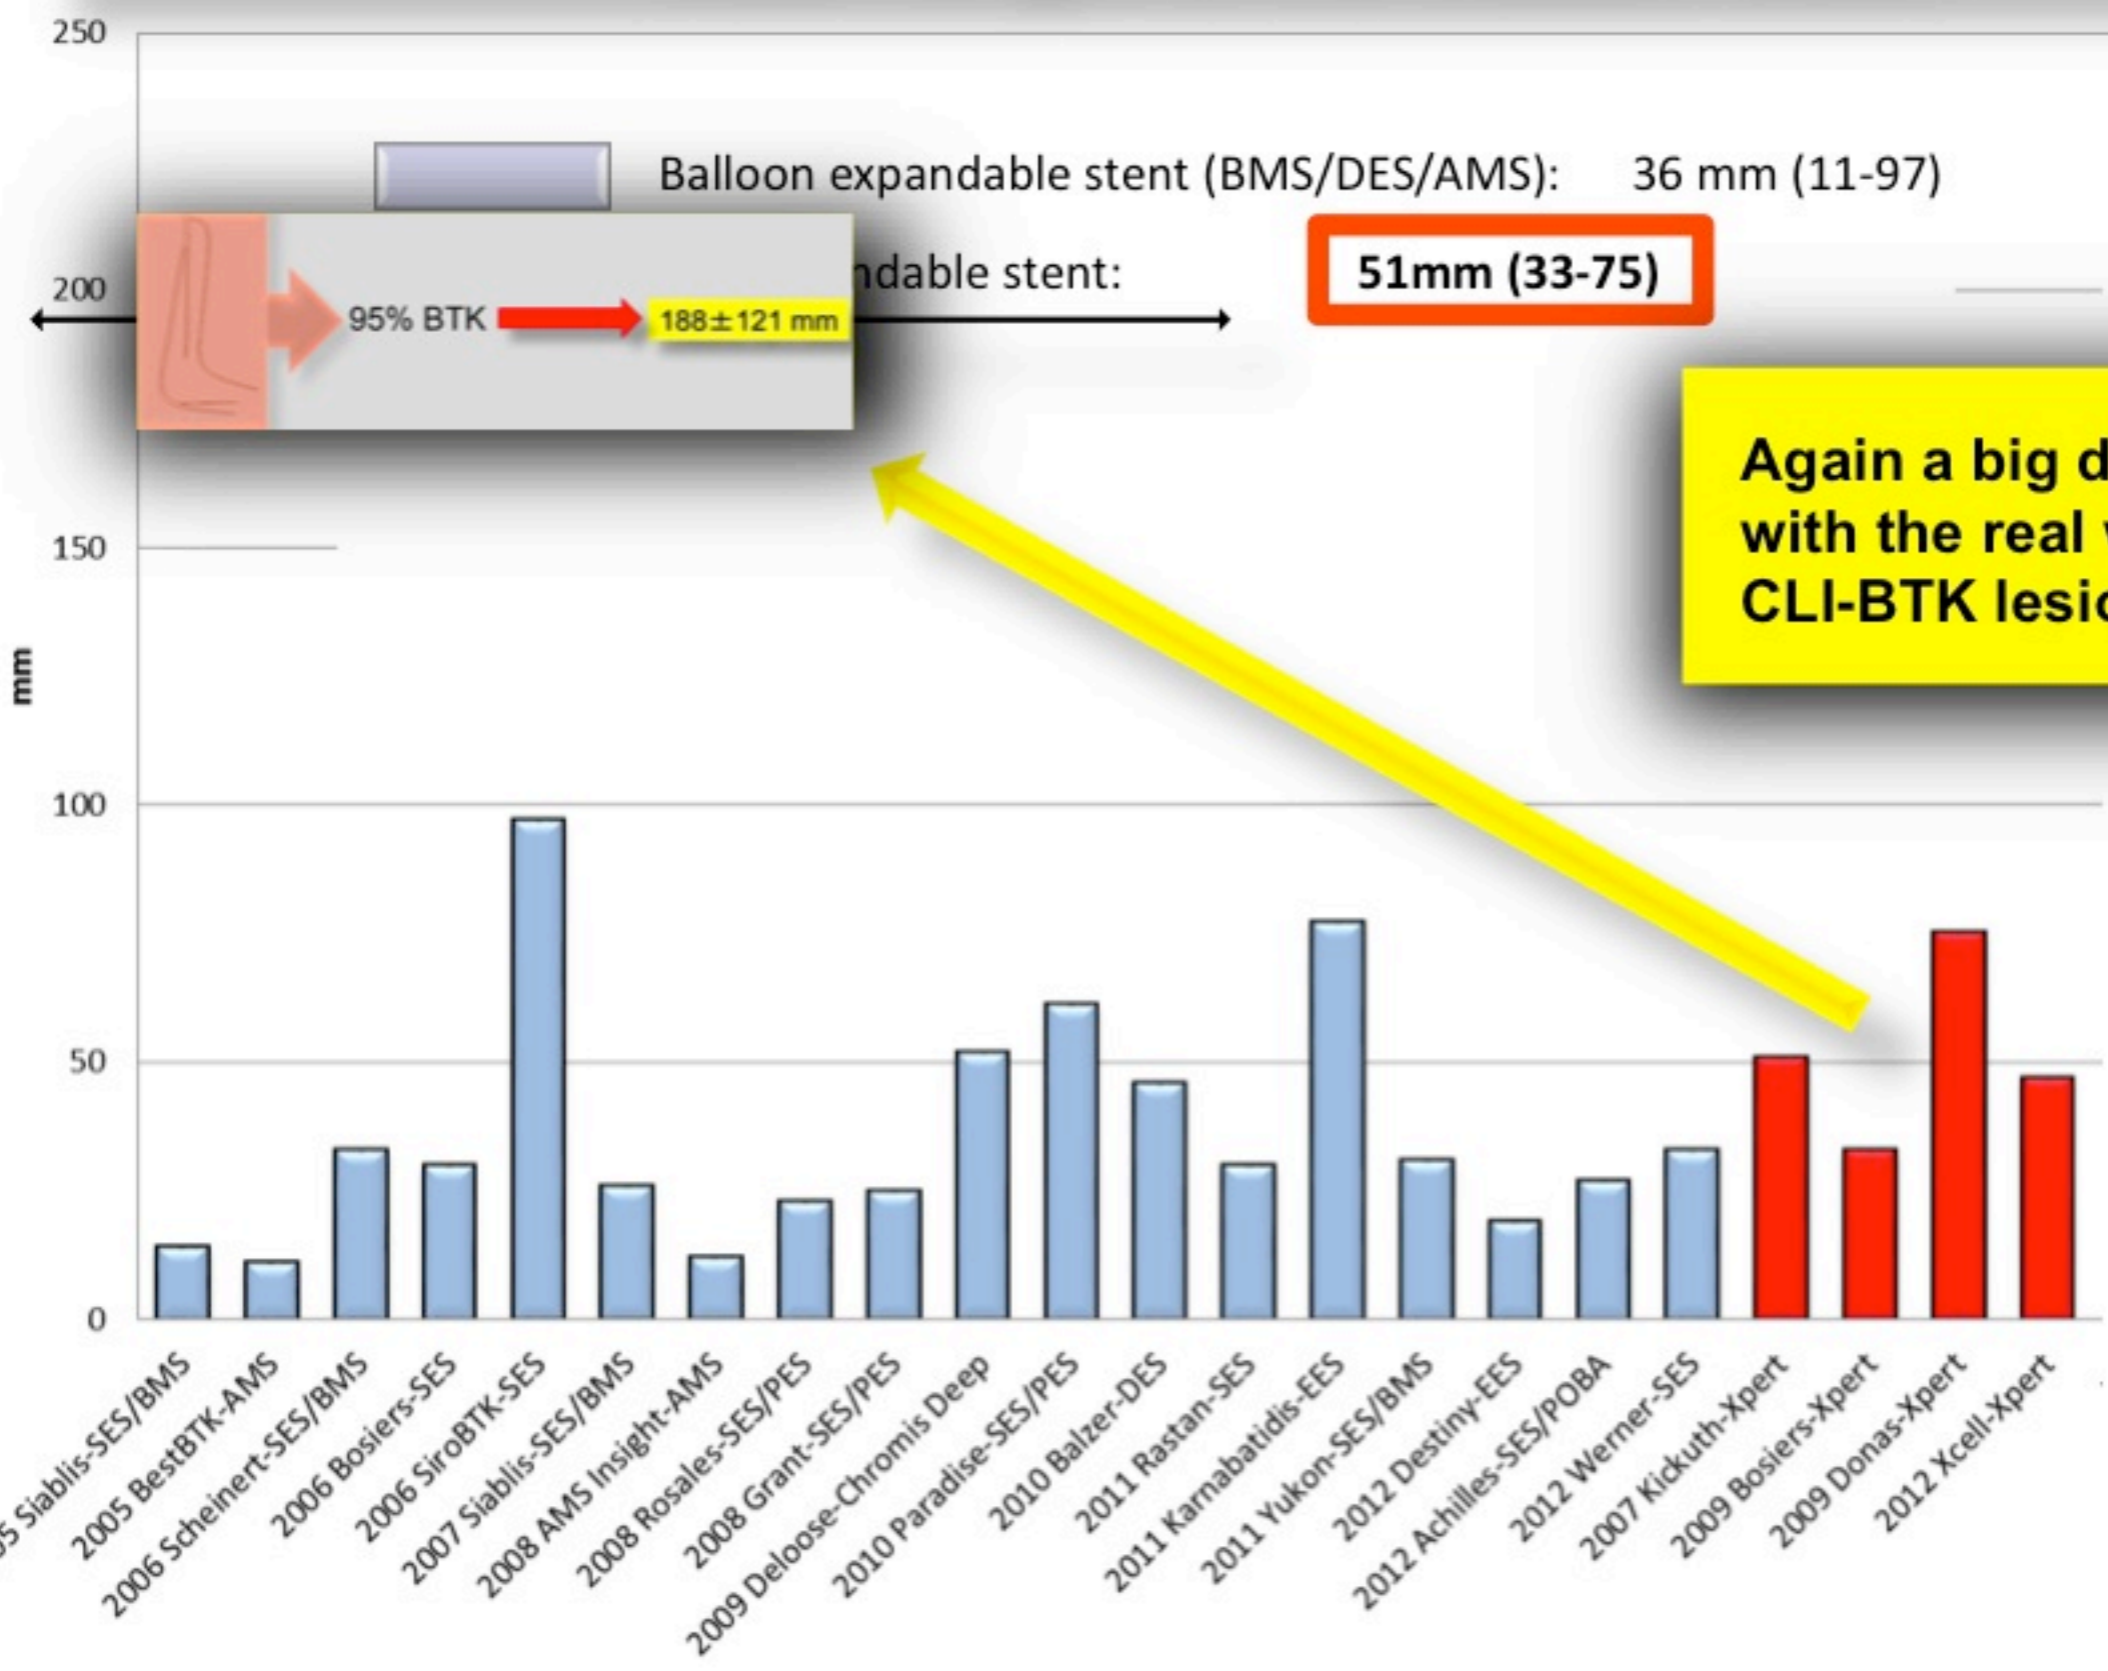 250
Balloon expandable stent (BMS/DES/AMS): 36 mm (11-97)
ndable stent: 51mm (33-75)
200
95% BTK 188±121 mm
Again a big d
with the real
CLI-BTK lesio
150
mm
100
50
0
5 Siablis-SES/BMS
2005 BestBTK-AMS
2006 Scheinert-SES/BMS
2006 Bosiers-SES
2006 SiroBTK-SES
2007 Siablis-SES/BMS
2008 AMS Insight-AMS
2008 Rosales-SES/PES
2008 Grant-SES/PES
2009 Deloose-Chromis Deep
2010 Paradise-SES/PES
2010 Balzer-DES
2011 Rastan-SES
2011 Karnabatidis-EES
2011 Yukon-SES/BMS
2012 Destiny-EES
2012 Achilles-SES/POBA
2012 Werner-SES
2007 Kickuth-Xpert
2009 Bosiers-Xpert
2009 Donas-Xpert
2012 Xcell-Xpert